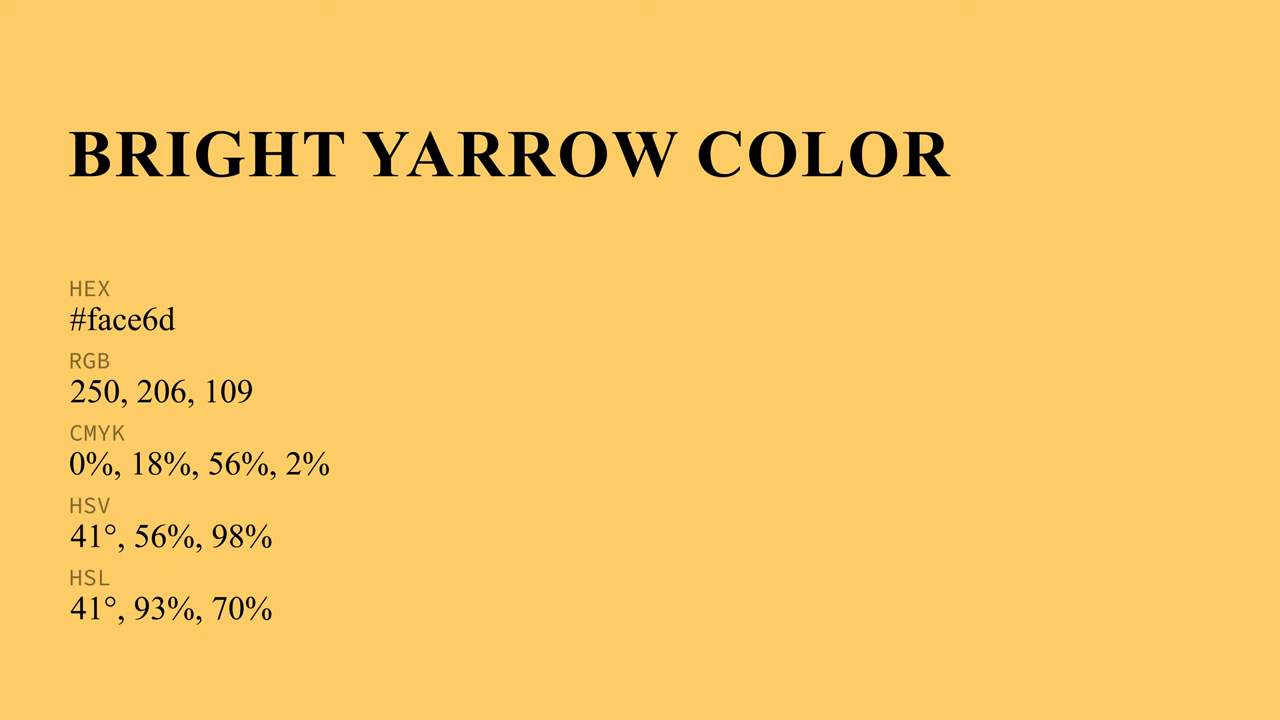 BRIGHT YARROW COLOR
HEX
#face6d
RGB
250, 206, 109
CMYK
0%, 18%, 56%, 2%
HSV
41°, 56%, 98%
HSL
41°, 93%, 70%